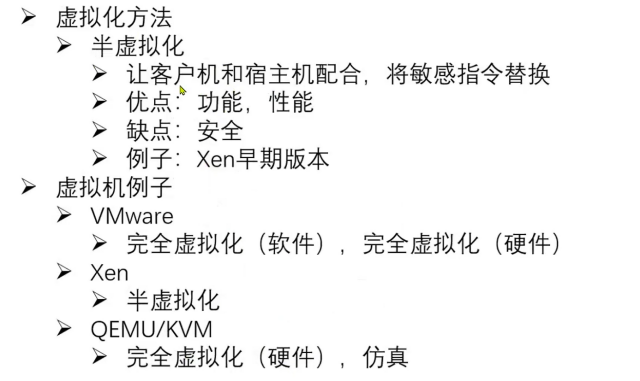 虚拟化方法
半虚拟化
让客户机和宿主机配合，将敏感指令替换
优点：功能，性能
缺点：安全
例子：Xen早期版本
虚拟机例子
VMware
完全虚拟化（软件），完全虚拟化（硬件）
Xen
半虚拟化
QEMU/KVM
完全虚拟化（硬件），仿真